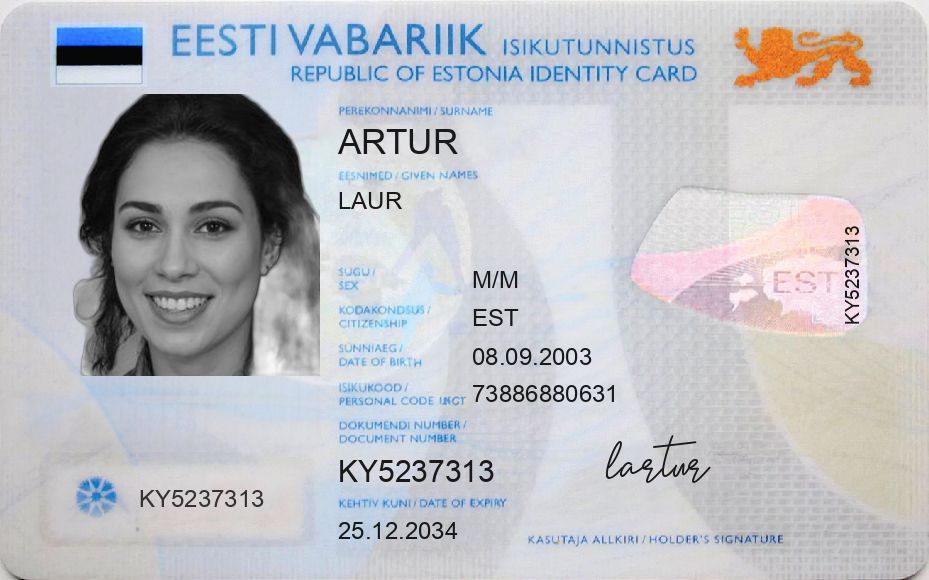 EESTI VABARIIK ISIKUTUNNISTUS
REPUBLIC OF ESTONIA IDENTITY CARD
PEREKONNANIMI / SURNAME
ARTUR
EESNIMED / GIVEN NAMES
LAUR
SUGU /
SEX
M/M
KODAKONDSUS /
CITIZENSHIP
EST
SÜNNIAEG /
DATE OF BIRTH
08.09.2003
ISIKUKOOD /
PERSONAL CODE
73886880631
DOKUMENDI NUMBER /
DOCUMENT NUMBER
KY5237313
KEHTIV KUNI / DATE OF EXPIRY
25.12.2034
KY5237313
EST
KY5237313
lartur
KASUTAJA ALLKIRI / HOLDER'S SIGNATURE